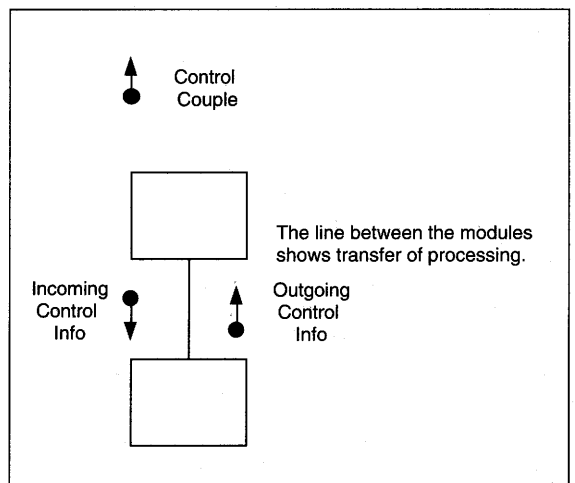 Control
Couple
The line between the modules
shows transfer of processing.
Incoming
Control
Info
Outgoing
Control
Info